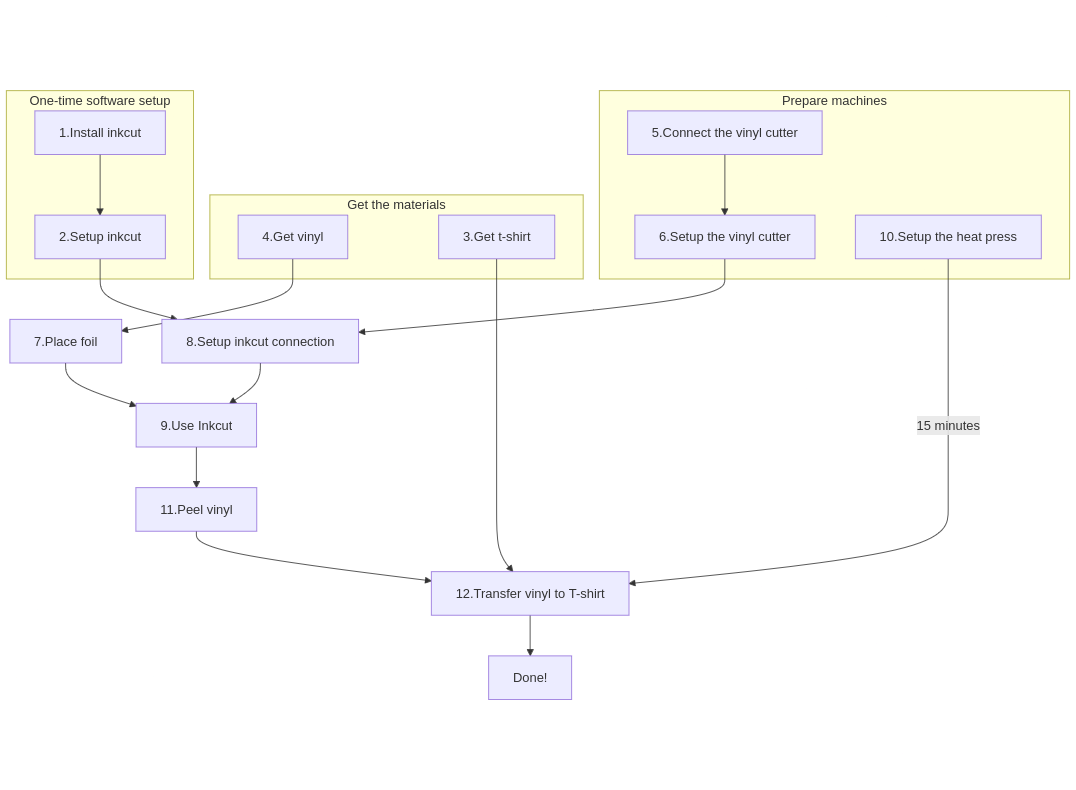 One-time software setup
1.Install inkcut
2.Setup inkcut
Get the materials
4.Get vinyl
3.Get t-shirt
Prepare machines
5.Connect the vinyl cutter
6.Setup the vinyl cutter
10.Setup the heat press
7.Place foil
8.Setup inkcut connection
9.Use Inkcut
15 minutes
11.Peel vinyl
12.Transfer vinyl to T-shirt
Done!